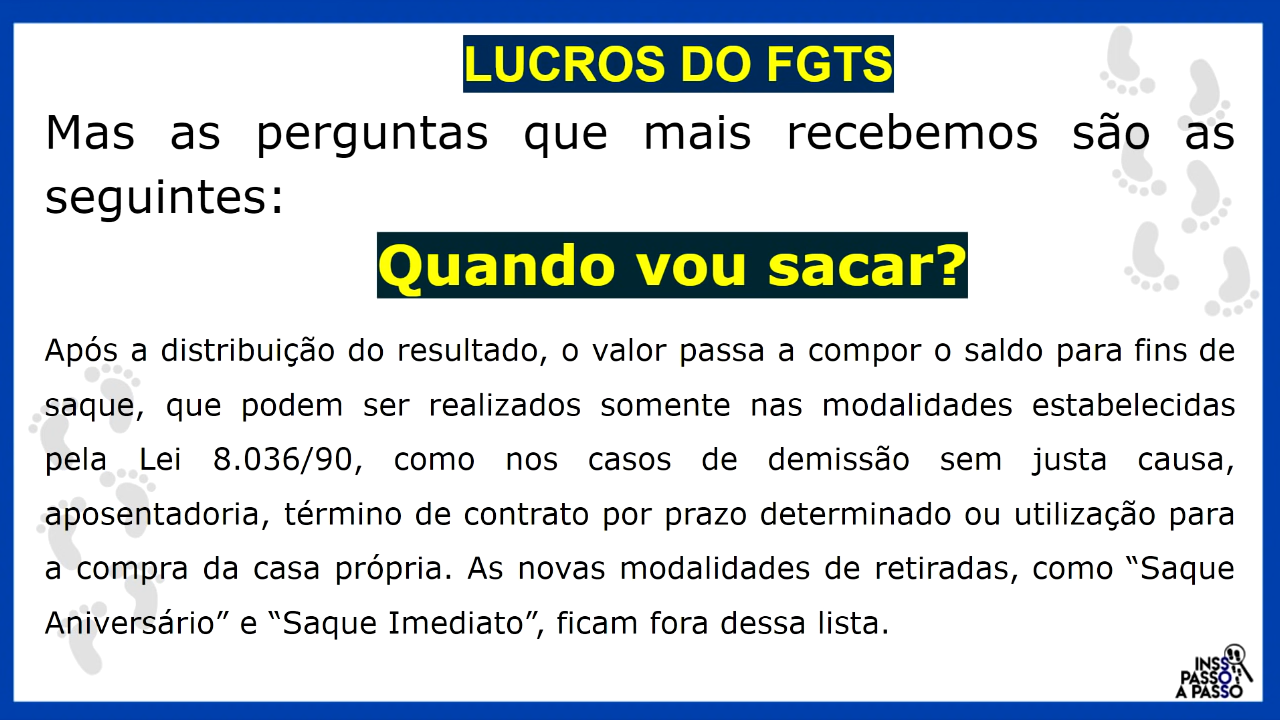 LUCROS DO FGTS
Mas as perguntas que mais recebemos são as
seguintes:
Quando vou sacar?
Após a distribuição do resultado, o valor passa a compor o saldo para fins de
saque, que podem ser realizados somente nas modalidades estabelecidas
pela Lei 8.036/90, como nos casos de demissão sem justa causa,
aposentadoria, término de contrato por prazo determinado ou utilização para
a compra da casa própria. As novas modalidades de retiradas, como “Saque
Aniversário” e “Saque Imediato”, ficam fora dessa lista.
INSS
PASSO
A PASSO